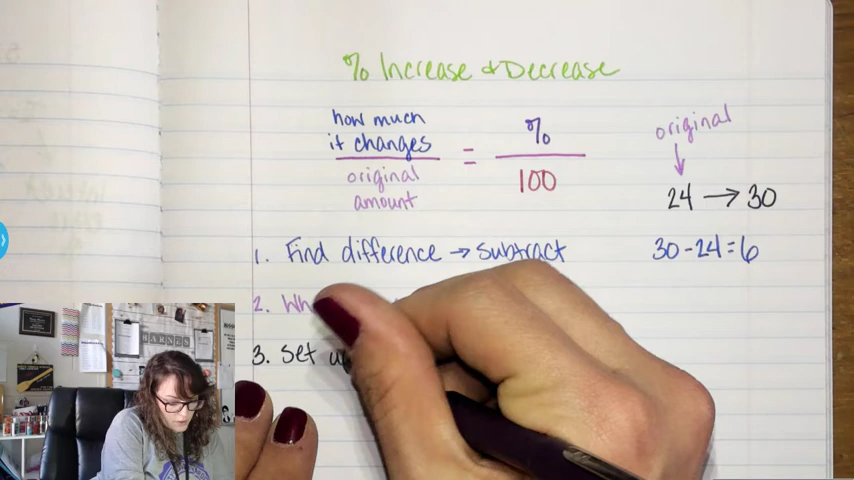 % Increase & Decrease
how much
it changes
original
amount
=
%
100
original
24 → 30
1. Find difference → subtract
30 - 24 = 6
2.
3. Set